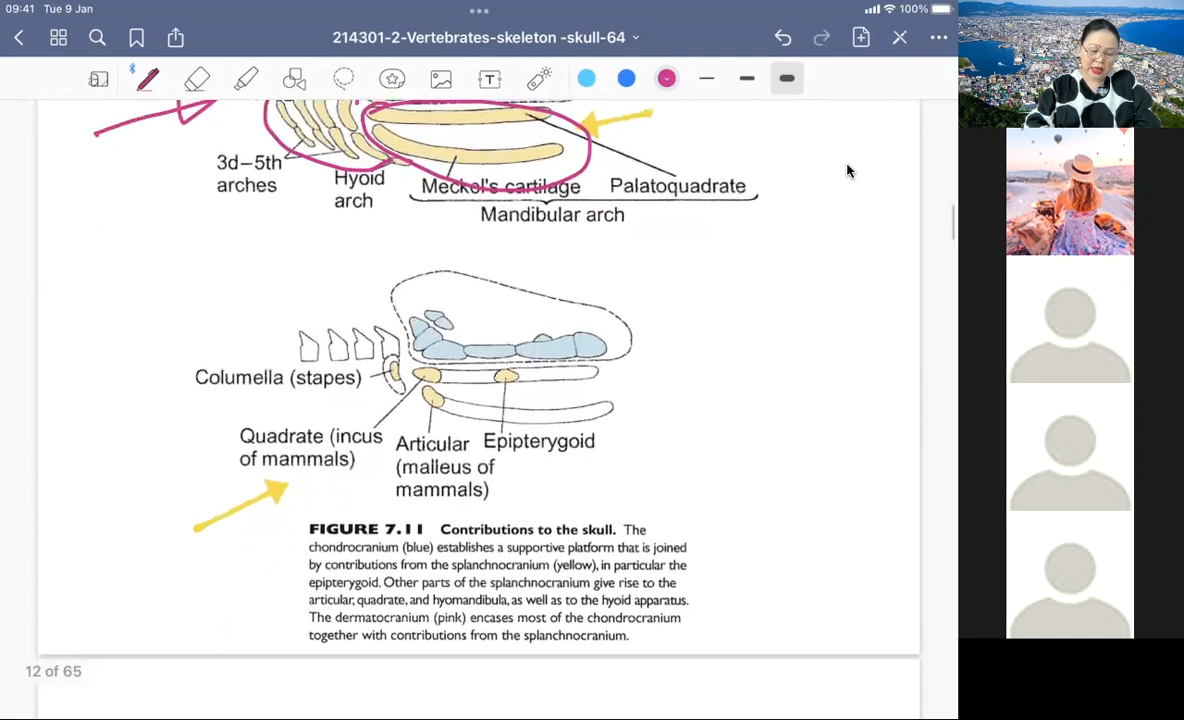 09:41 Tue 9 Jan
100%
214301-2-Vertebrates-skeleton -skull-64
3d–5th
arches
Hyoid
arch
Meckel's cartilage
Palatoquadrate
Mandibular arch
Columella (stapes)
Quadrate (incus
of mammals)
Articular
(malleus of
mammals)
Epipterygoid
FIGURE 7.11 Contributions to the skull. The
chondrocranium (blue) establishes a supportive platform that is joined
by contributions from the splanchnocranium (yellow), in particular the
epipterygoid. Other parts of the splanchnocranium give rise to the
articular, quadrate, and hyomandibula, as well as to the hyoid apparatus.
The dermatocranium (pink) encases most of the chondrocranium
together with contributions from the splanchnocranium.
12 of 65